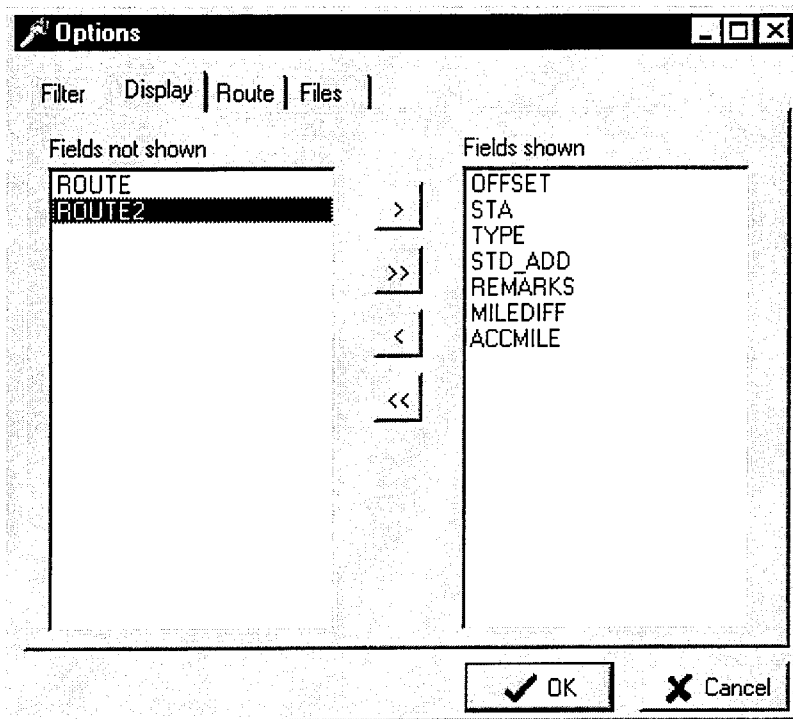 Options
Filter Display Route Files
Fields not shown
ROUTE
ROUTE2
>
>>
<
<<
Fields shown
OFFSET
STA
TYPE
STD_ADD
REMARKS
MILEDIFF
ACCMILE
OK
Cancel